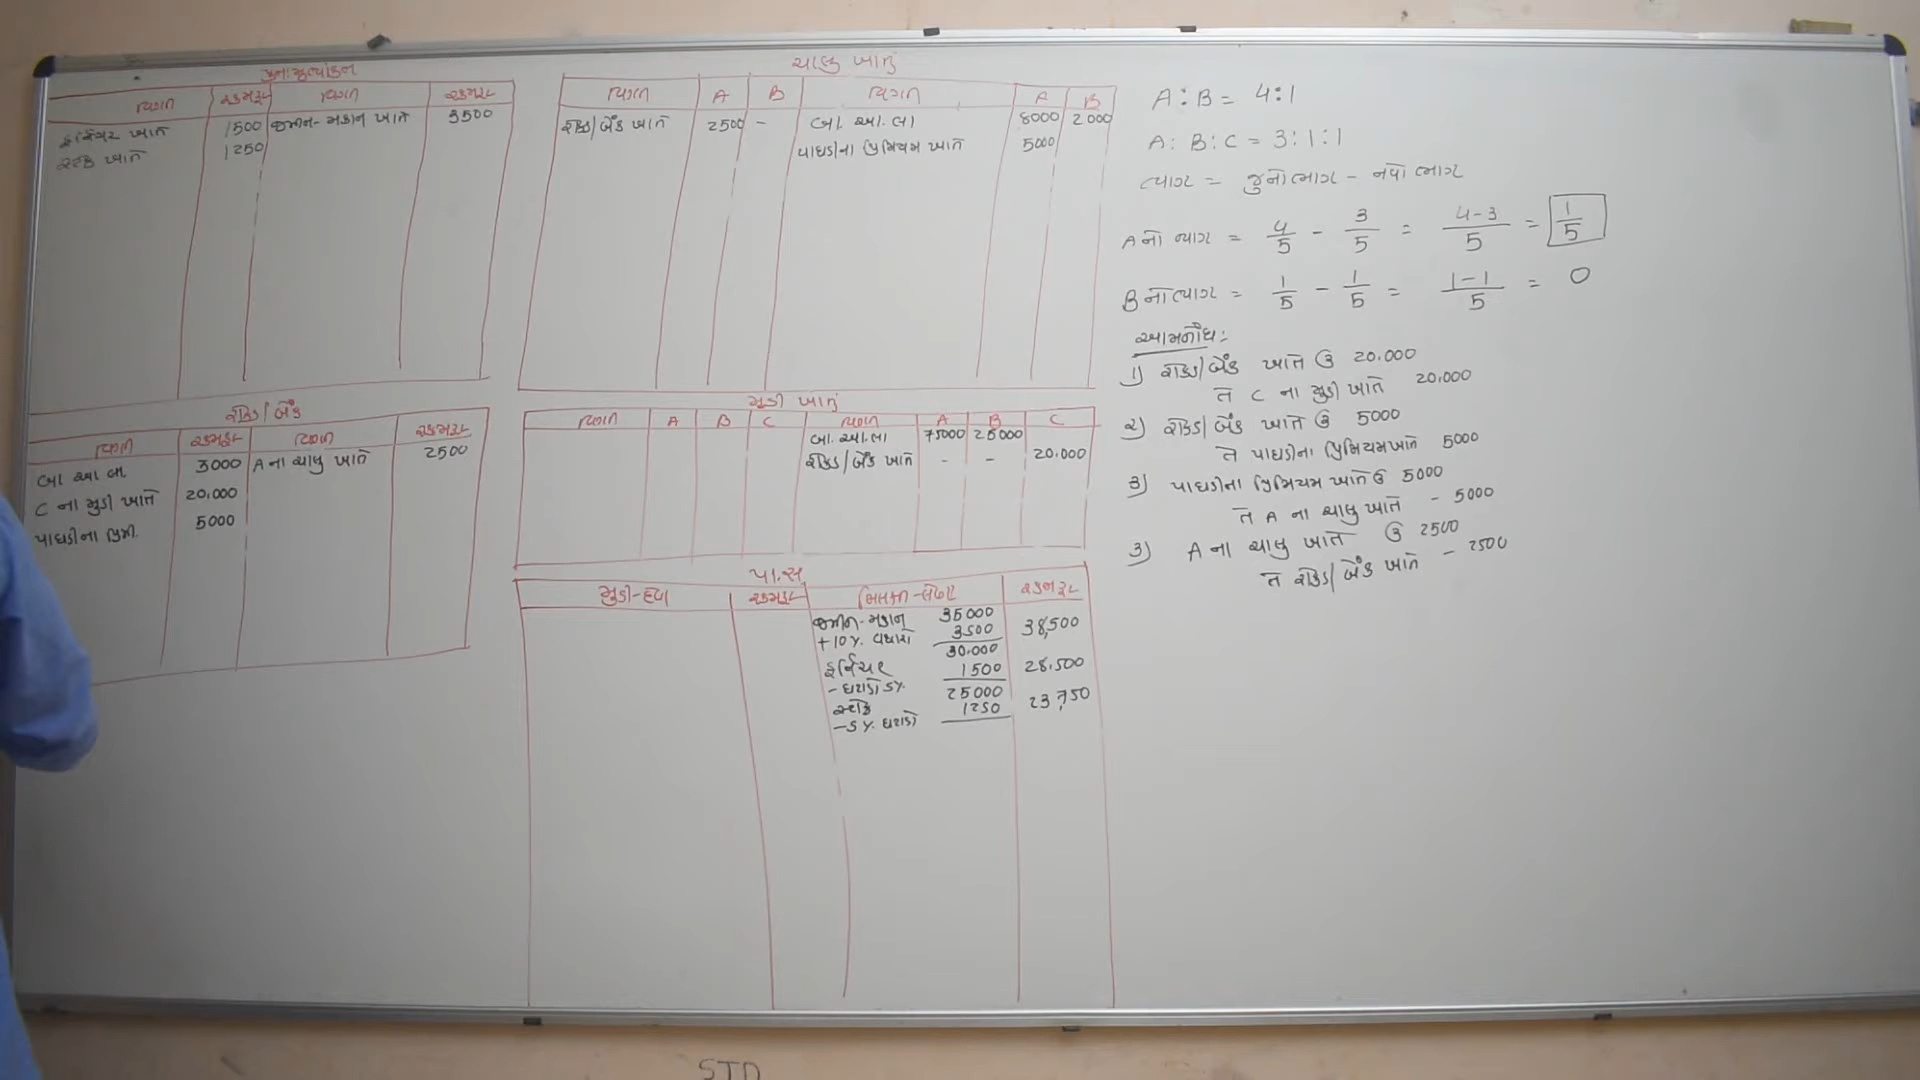 પુનઃમૂલ્યાંકન
વિગત રકમરૂ વિગત રકમરૂ
ફર્નિચર ખાતે 1500 જમીન-મકાન ખાતે 3500
સ્ટોક ખાતે 1250
ચાલુ ખાતુ
વિગત A B વિગત A B
રોકડ/બેંક ખાતે 2500 - બા.આ.લા 8000 2000
પાઘડીના પ્રિમિયમ ખાતે 5000
રોકડ/બેંક
વિગત રકમરૂ વિગત રકમરૂ
બા આ લા. 3000 A ના ચાલુ ખાતે 2500
C ના મુડી ખાતે 20,000
પાઘડીના પ્રિમી. 5000
મુડી ખાતુ
વિગત A B C વિગત A B C
બા.આ.લા 75000 25000
રોકડ/બેંક ખાતે - - 20,000
પા.સ
મુડી-દેવા રકમરૂ મિલકત-લેણાં રકમરૂ
જમીન-મકાન 35000
+10%. વધારો 3500 38,500
ફર્નિચર 30,000
-ઘટાડો 5%. 1500 28,500
સ્ટોક 25000
-5%. ઘટાડો 1250 23,750
A:B = 4:1
A:B:C = 3:1:1
ત્યાગ = જુનોભાગ - નવો ભાગ
A નો ત્યાગ = 4/5 - 3/5 = 4-3/5 = 1/5
B નો ત્યાગ = 1/5 - 1/5 = 1-1/5 = 0
આમનોંધ:
1) રોકડ/બેંક ખાતે ઉ 20,000
તે C ના મુડી ખાતે 20,000
2) રોકડ/બેંક ખાતે ઉ 5000
તે પાઘડીના પ્રિમિયમખાતે 5000
3) પાઘડીના પ્રિમિયમ ખાતે ઉ 5000
તે A ના ચાલુ ખાતે - 5000
3) A ના ચાલુ ખાતે ઉ 2500
તે રોકડ/બેંક ખાતે - 2500
STD